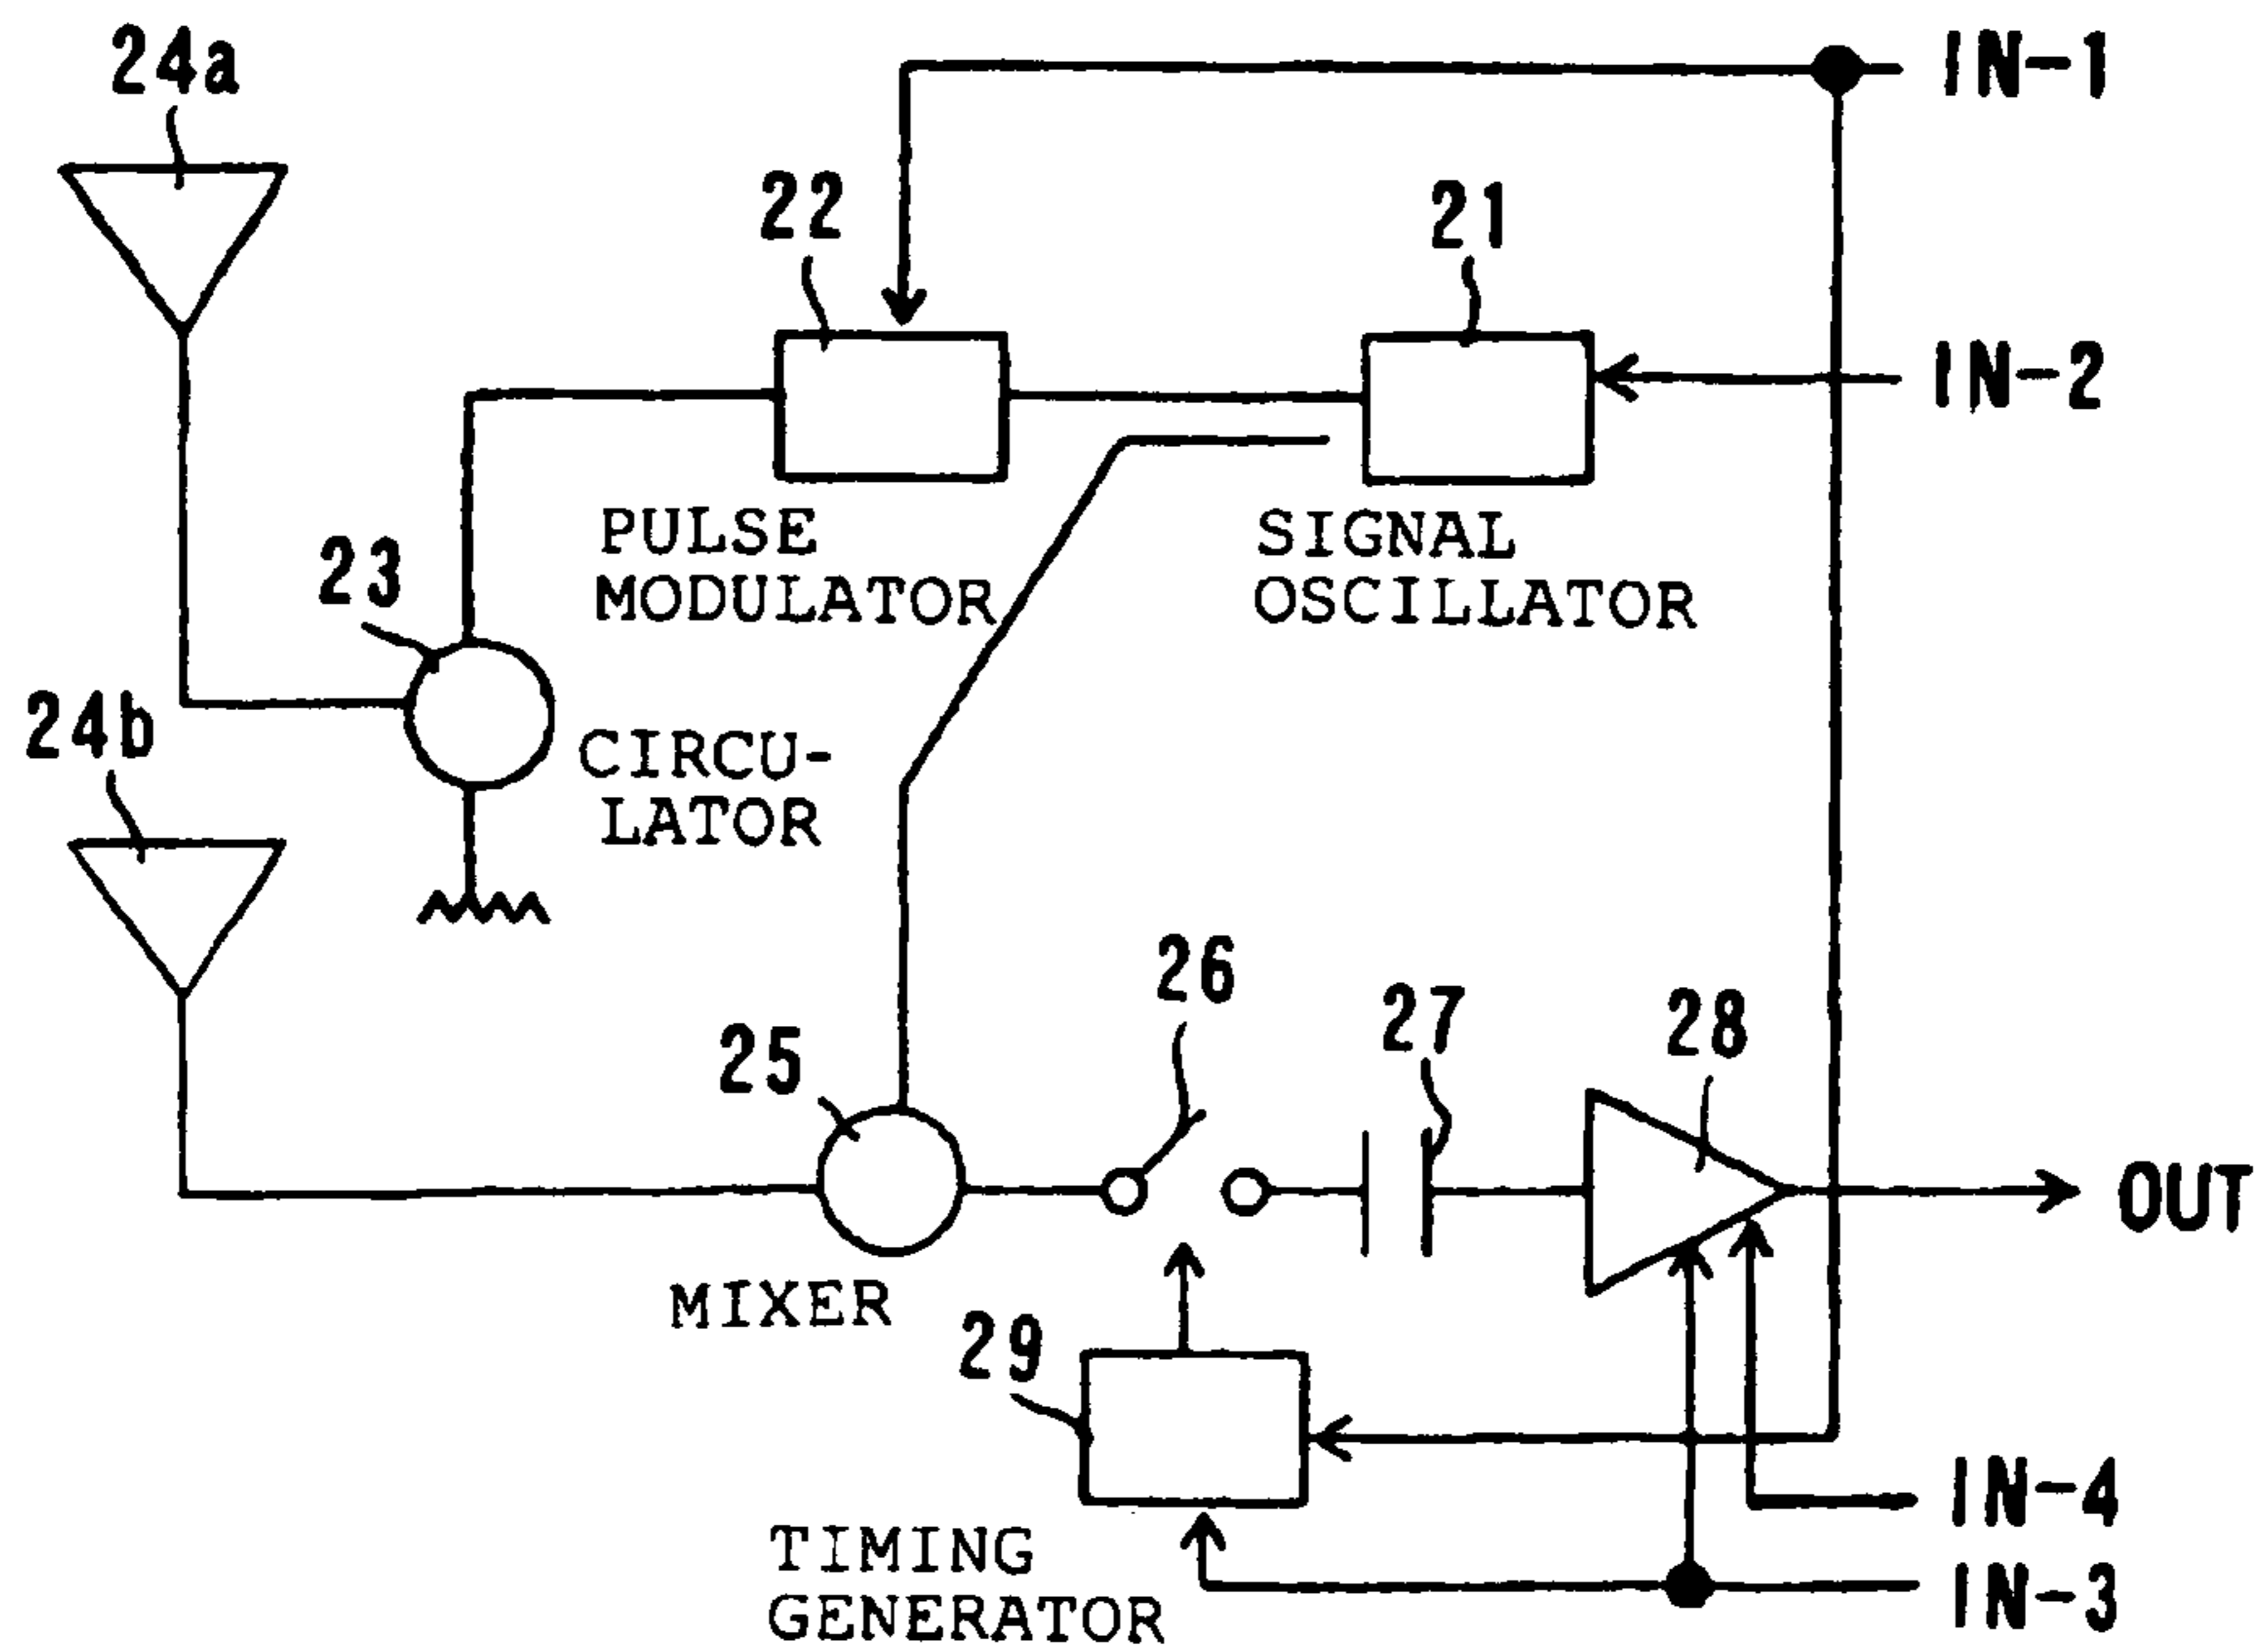 24a
IN-1
22
21
IN-2
PULSE
MODULATOR
SIGNAL
OSCILLATOR
23
24b
CIRCU-
LATOR
26
27
28
25
OUT
MIXER
29
IN-4
TIMING
GENERATOR
IN-3